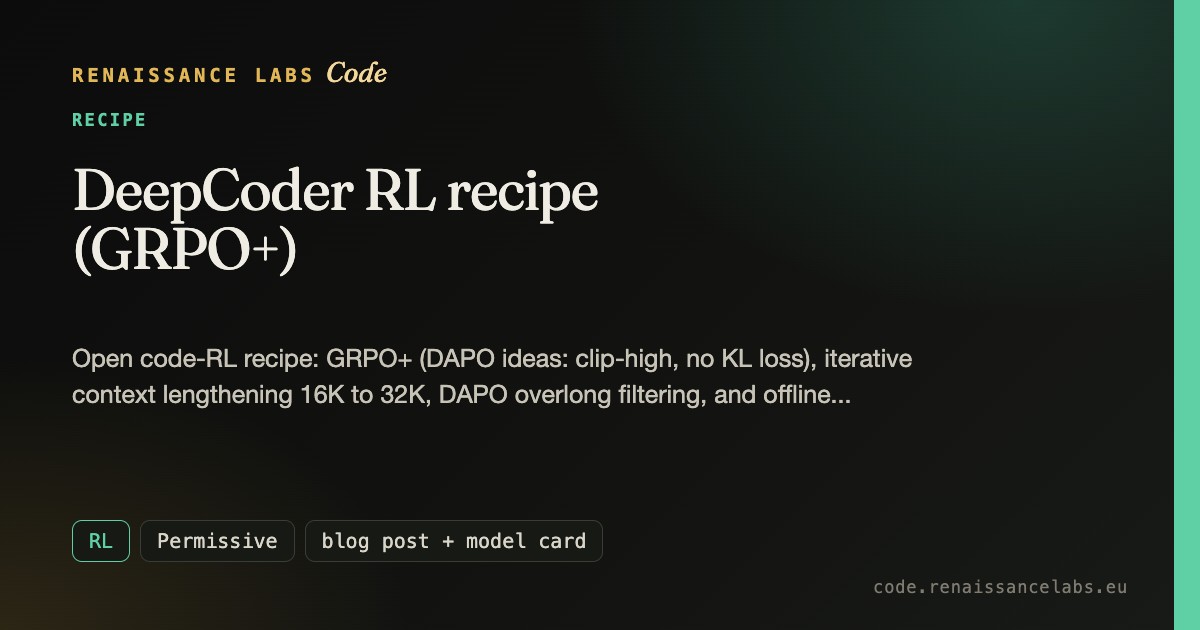 RENAISSANCE LABS Code
RECIPE
DeepCoder RL recipe
(GRPO+)
Open code-RL recipe: GRPO+ (DAPO ideas: clip-high, no KL loss), iterative
context lengthening 16K to 32K, DAPO overlong filtering, and offline...
RL Permissive blog post + model card
code.renaissancelabs.eu